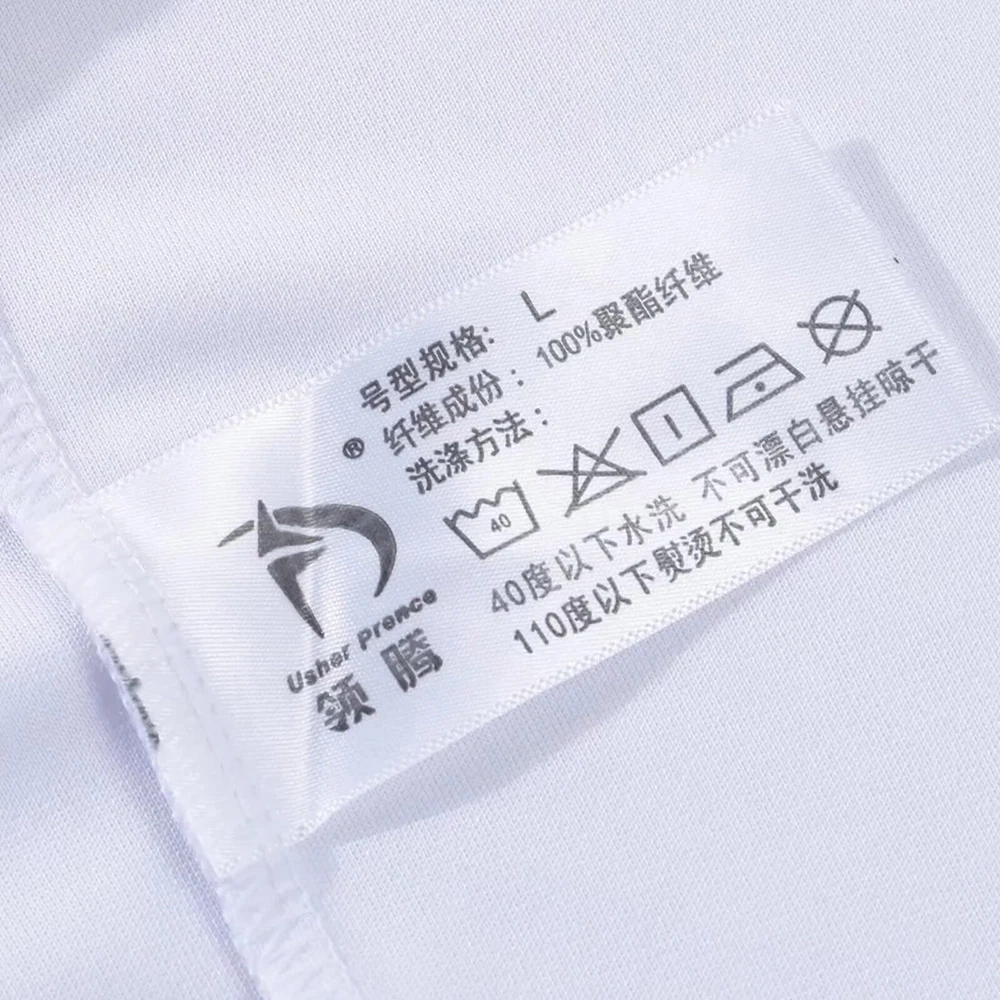 号型规格: L
纤维成份：100%聚酯纤维
洗涤方法：
40
40度以下水洗 不可漂白悬挂晾干
110度以下熨烫不可干洗
®
Usher Prence
领腾